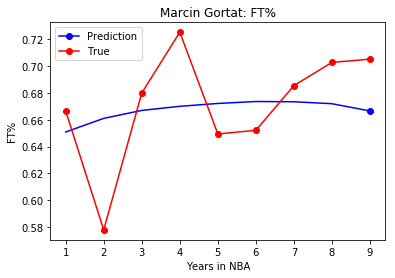 Marcin Gortat: FT%
Prediction
True
FT%
0.72
0.70
0.68
0.66
0.64
0.62
0.60
0.58
1 2 3 4 5 6 7 8 9
Years in NBA